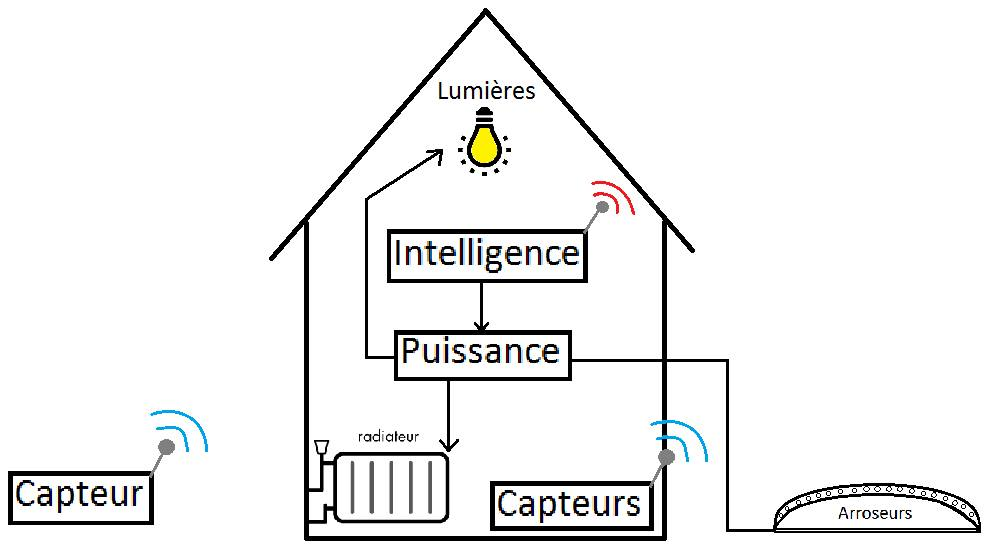 Lumières
Intelligence
Puissance
radiateur
Capteur
Capteurs
Arroseurs